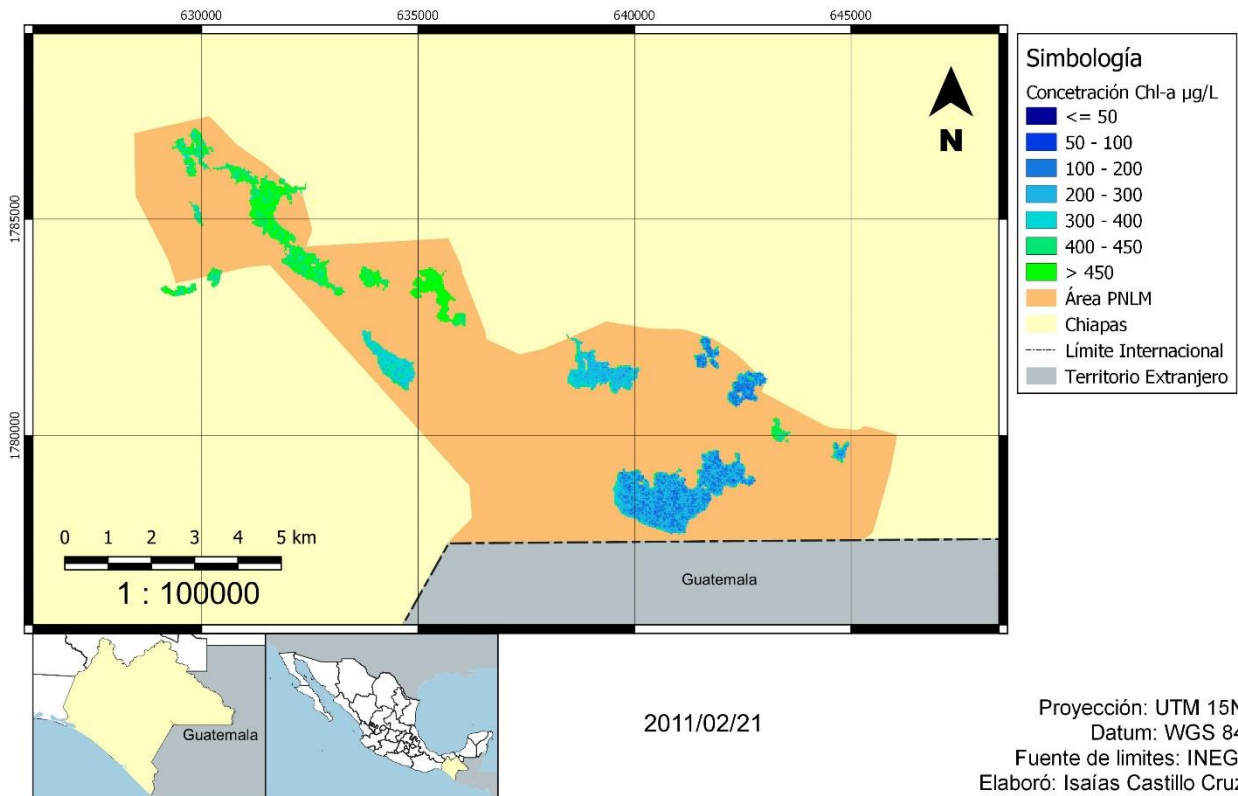 630000
635000
640000
645000
1785000
1780000
N
0 1 2 3 4 5 km
1 : 100000
Guatemala
Simbología
Concetración Chl-a µg/L
<= 50
50 - 100
100 - 200
200 - 300
300 - 400
400 - 450
> 450
Área PNLM
Chiapas
Límite Internacional
Territorio Extranjero
Guatemala
2011/02/21
Proyección: UTM 15N
Datum: WGS 84
Fuente de limites: INEGI
Elaboró: Isaías Castillo Cruz